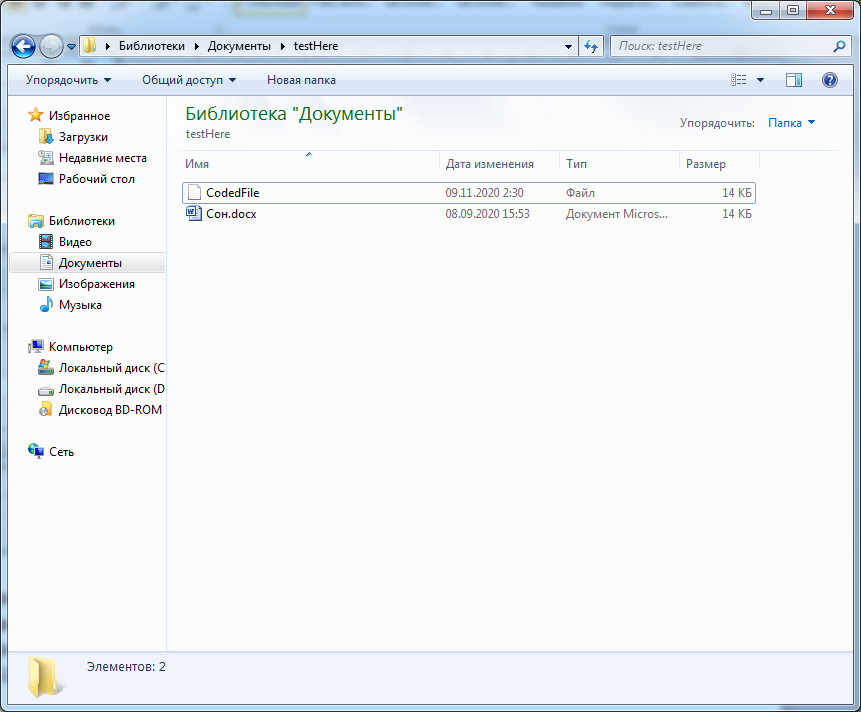 Библиотеки Документы testHere
Поиск: testHere
Упорядочить Общий доступ Новая папка
Избранное
Загрузки
Недавние места
Рабочий стол
Библиотеки
Видео
Документы
Изображения
Музыка
Компьютер
Локальный диск (C
Локальный диск (D
Дисковод BD-ROM
Сеть
Библиотека "Документы"
testHere
Упорядочить: Папка
Имя Дата изменения Тип Размер
CodedFile 09.11.2020 2:30 Файл 14 КБ
Сон.docx 08.09.2020 15:53 Документ Micros... 14 КБ
Элементов: 2